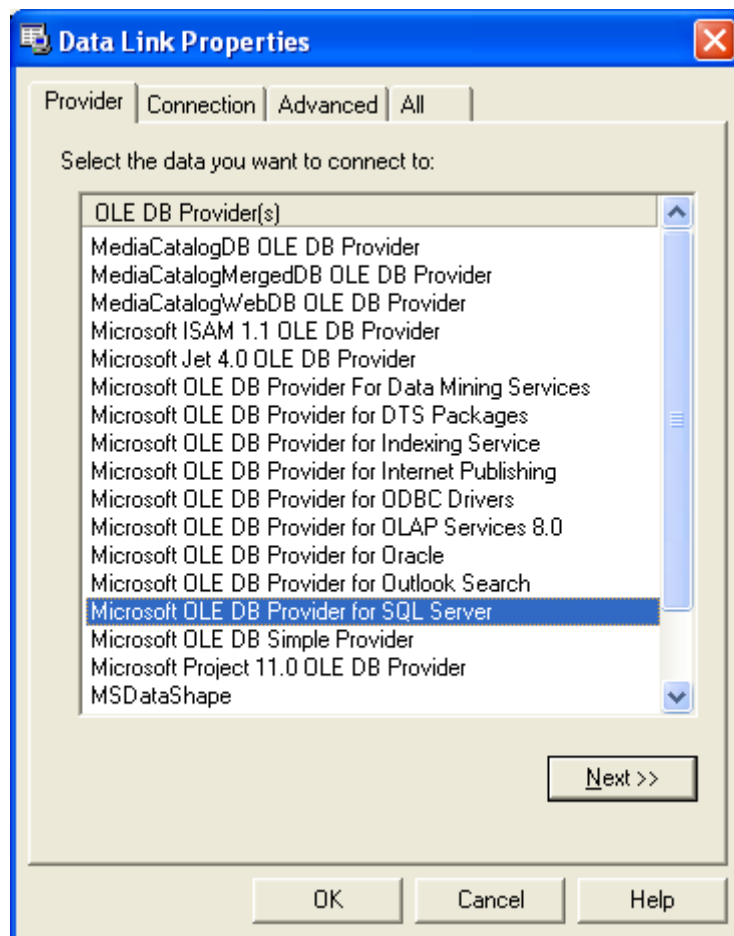 Data Link Properties
Provider Connection Advanced All
Select the data you want to connect to:
OLE DB Provider(s)
MediaCatalogDB OLE DB Provider
MediaCatalogMergedDB OLE DB Provider
MediaCatalogWebDB OLE DB Provider
Microsoft ISAM 1.1 OLE DB Provider
Microsoft Jet 4.0 OLE DB Provider
Microsoft OLE DB Provider For Data Mining Services
Microsoft OLE DB Provider for DTS Packages
Microsoft OLE DB Provider for Indexing Service
Microsoft OLE DB Provider for Internet Publishing
Microsoft OLE DB Provider for ODBC Drivers
Microsoft OLE DB Provider for OLAP Services 8.0
Microsoft OLE DB Provider for Oracle
Microsoft OLE DB Provider for Outlook Search
Microsoft OLE DB Provider for SQL Server
Microsoft OLE DB Simple Provider
Microsoft Project 11.0 OLE DB Provider
MSDataShape
Next >>
OK Cancel Help